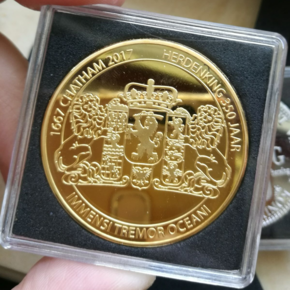 1667 CHATHAM 2017
HERDENKING 350 JAAR
IMMENSI TREMOR OCEANI